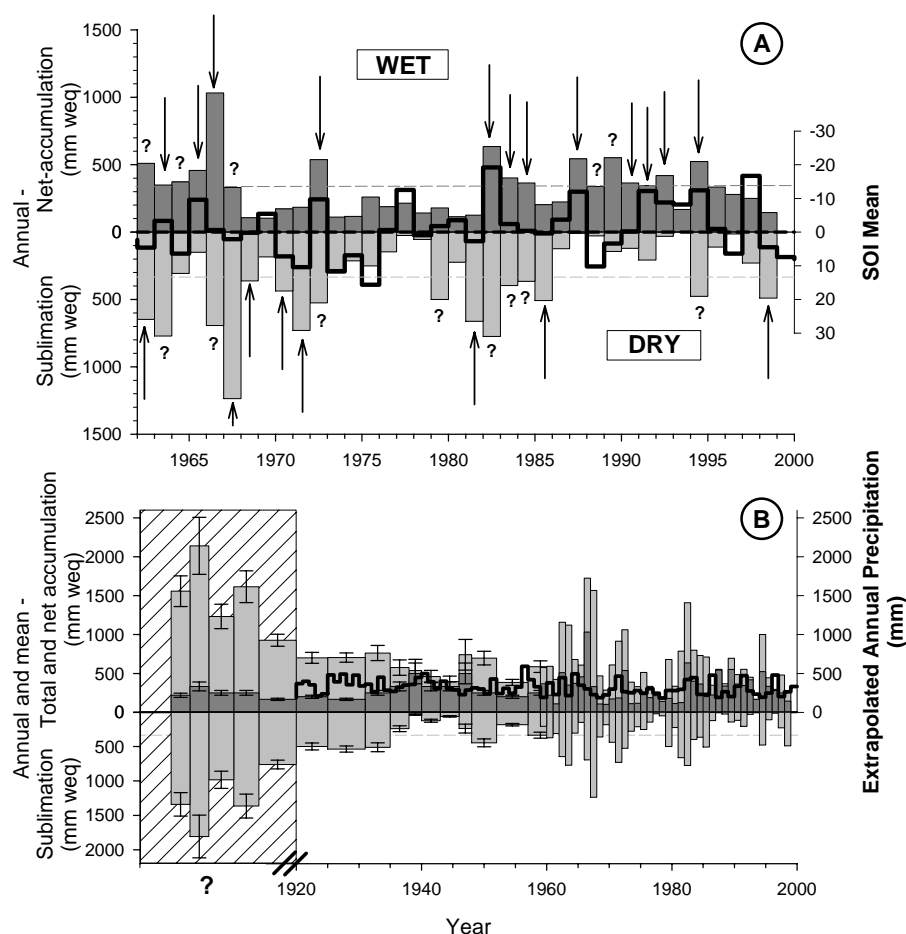 A
WET
1500
1000
500
0
500
1000
1500
Annual -
Net-accumulation
(mm weq)
Sublimation
(mm weq)
? ? ? ? ?
? ? ? ? ? ? ? ?
-30
-20
-10
0
10
20
30
SOI Mean
DRY
1965 1970 1975 1980 1985 1990 1995 2000
B
2500
2000
1500
1000
500
0
500
1000
1500
2000
Annual and mean -
Total and net accumulation
(mm weq)
Sublimation
(mm weq)
2500
2000
1500
1000
500
0
Extrapolated Annual Precipitation
(mm)
?
1920 1940 1960 1980 2000
Year